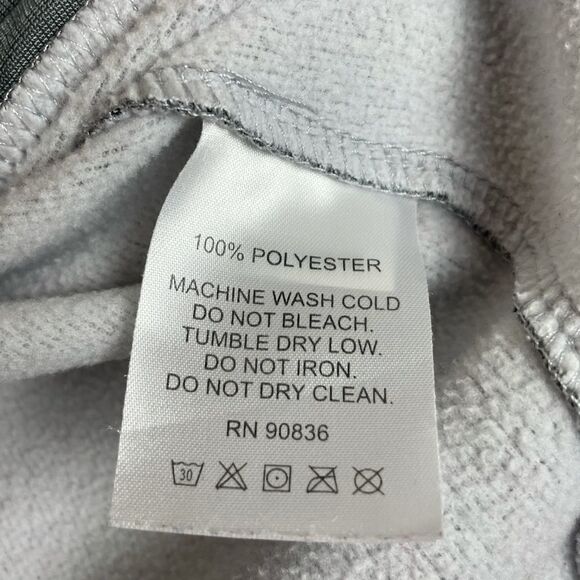 100% POLYESTER
MACHINE WASH COLD
DO NOT BLEACH.
TUMBLE DRY LOW.
DO NOT IRON.
DO NOT DRY CLEAN.
RN 90836
30